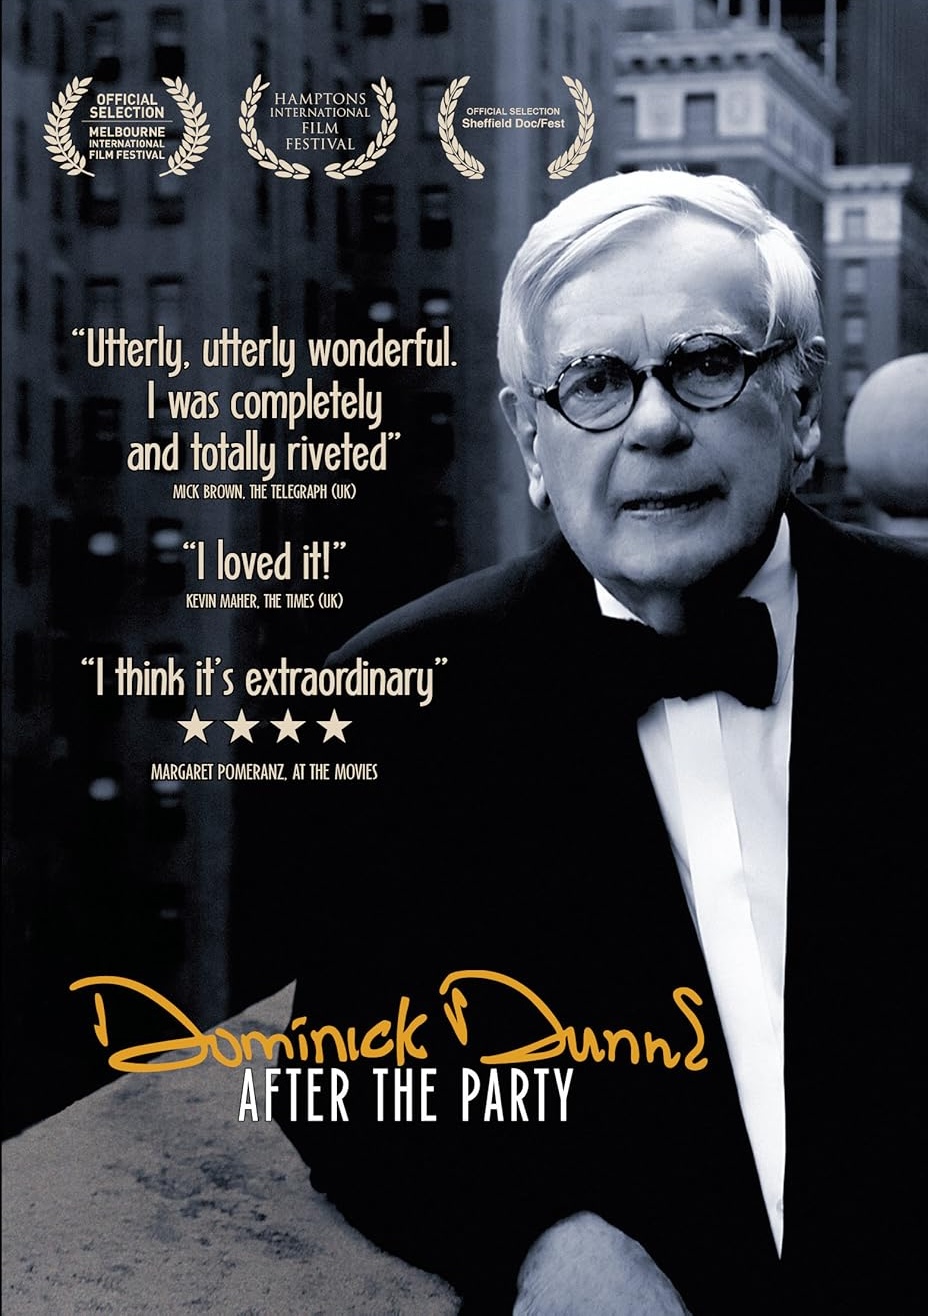 OFFICIAL
SELECTION
MELBOURNE
INTERNATIONAL
FILM FESTIVAL
HAMPTONS
INTERNATIONAL
FILM
FESTIVAL
OFFICIAL SELECTION
Sheffield Doc/Fest
“Utterly, utterly wonderful.
I was completely
and totally riveted”
MICK BROWN, THE TELEGRAPH (UK)
“I loved it!”
KEVIN MAHER, THE TIMES (UK)
“I think it's extraordinary”
MARGARET POMERANZ, AT THE MOVIES
Dominick Dunne
AFTER THE PARTY